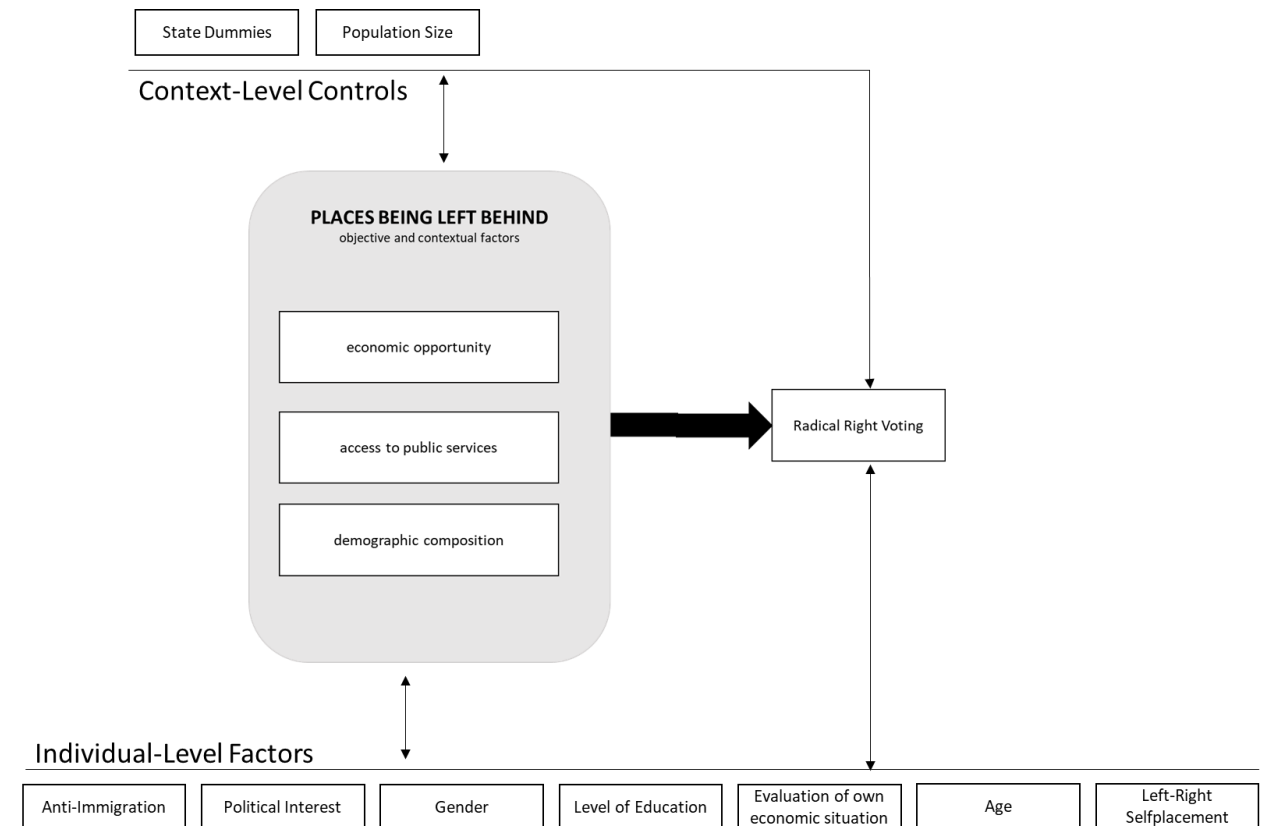 State Dummies
Population Size
Context-Level Controls
PLACES BEING LEFT BEHIND
objective and contextual factors
economic opportunity
access to public services
demographic composition
Radical Right Voting
Individual-Level Factors
Anti-Immigration
Political Interest
Gender
Level of Education
Evaluation of own
economic situation
Age
Left-Right
Selfplacement